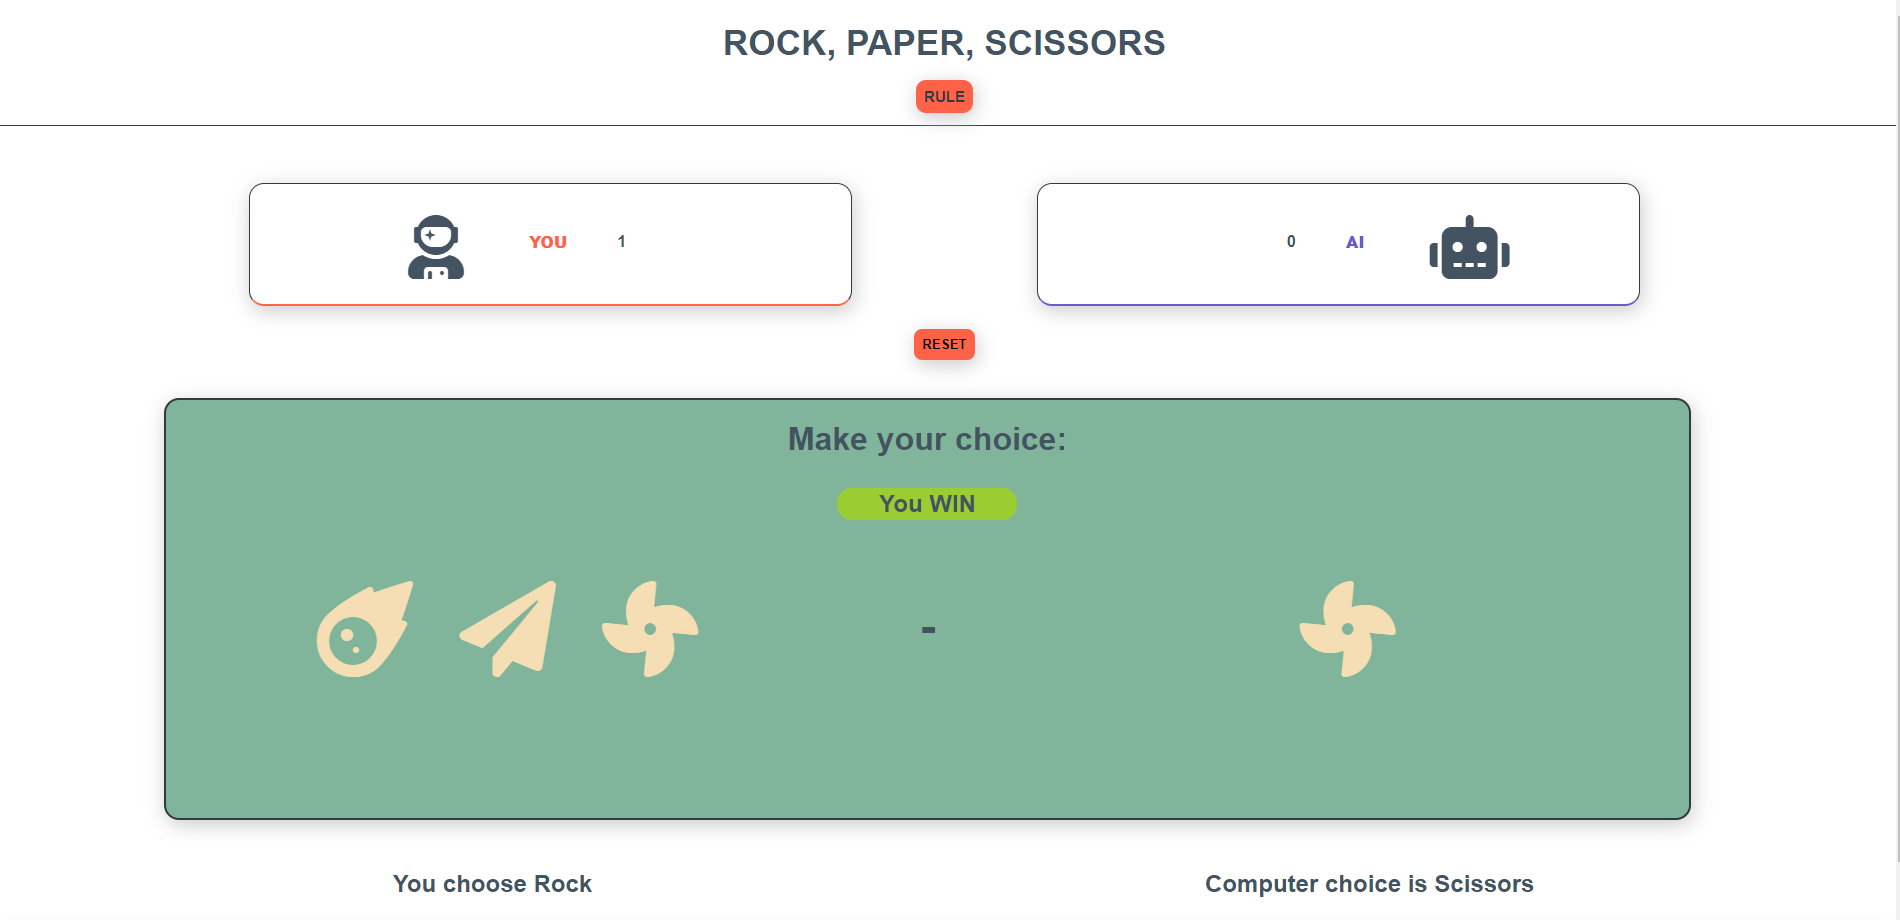 ROCK, PAPER, SCISSORS
RULE
YOU 1
0 AI
RESET
Make your choice:
You WIN
-
You choose Rock
Computer choice is Scissors